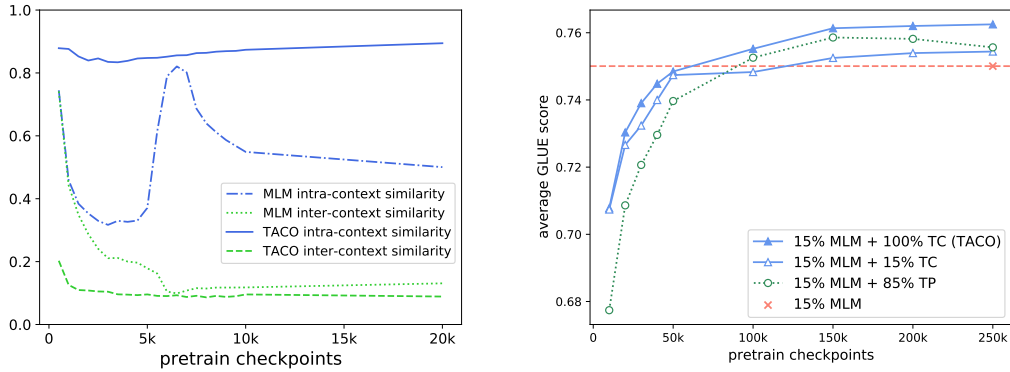 1.0
0.8
0.6
0.4
0.2
0.0
MLM intra-context similarity
MLM inter-context similarity
TACO intra-context similarity
TACO inter-context similarity
0
5k
10k
15k
20k
pretrain checkpoints
average GLUE score
0.76
0.74
0.72
0.70
0.68
15% MLM + 100% TC (TACO)
15% MLM + 15% TC
15% MLM + 85% TP
15% MLM
0
50k
100k
150k
200k
250k
pretrain checkpoints